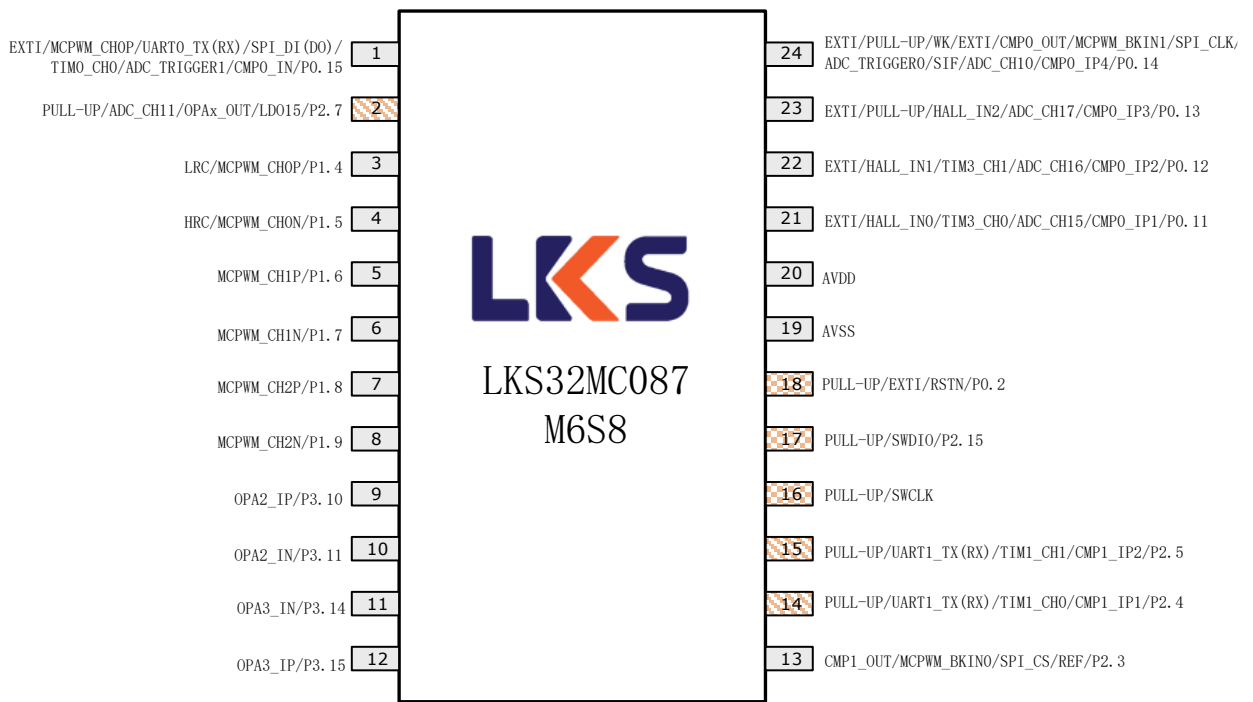 EXTI/MCPWM_CH0P/UART0_TX(RX)/SPI_DI(DO)/
TIM0_CH0/ADC_TRIGGER1/CMP0_IN/P0.15
1
PULL-UP/ADC_CH11/OPAx_OUT/LDO15/P2.7
2
LRC/MCPWM_CH0P/P1.4
3
HRC/MCPWM_CH0N/P1.5
4
MCPWM_CH1P/P1.6
5
MCPWM_CH1N/P1.7
6
MCPWM_CH2P/P1.8
7
MCPWM_CH2N/P1.9
8
OPA2_IP/P3.10
9
OPA2_IN/P3.11
10
OPA3_IN/P3.14
11
OPA3_IP/P3.15
12
LKS
LKS32MC087
M6S8
24
EXTI/PULL-UP/WK/EXTI/CMP0_OUT/MCPWM_BKIN1/SPI_CLK/
ADC_TRIGGER0/SIF/ADC_CH10/CMP0_IP4/P0.14
23
EXTI/PULL-UP/HALL_IN2/ADC_CH17/CMP0_IP3/P0.13
22
EXTI/HALL_IN1/TIM3_CH1/ADC_CH16/CMP0_IP2/P0.12
21
EXTI/HALL_IN0/TIM3_CH0/ADC_CH15/CMP0_IP1/P0.11
20
AVDD
19
AVSS
18
PULL-UP/EXTI/RSTN/P0.2
17
PULL-UP/SWDIO/P2.15
16
PULL-UP/SWCLK
15
PULL-UP/UART1_TX(RX)/TIM1_CH1/CMP1_IP2/P2.5
14
PULL-UP/UART1_TX(RX)/TIM1_CH0/CMP1_IP1/P2.4
13
CMP1_OUT/MCPWM_BKIN0/SPI_CS/REF/P2.3